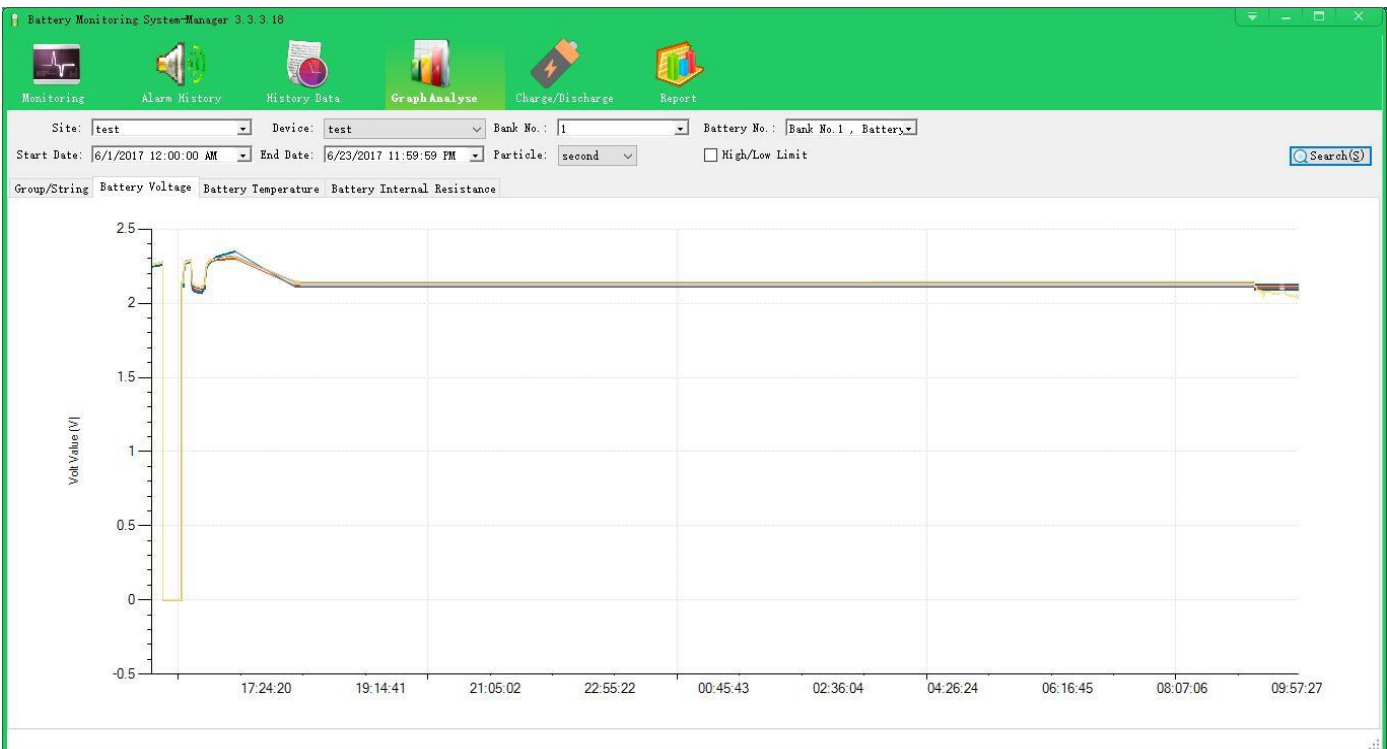 Battery Monitoring System-Manager 3.3.3.18
Monitoring Alarm History History Data GraphAnalyse Charge/Discharge Report
Site: test Device: test Bank No.: 1 Battery No.: Bank No.1 , Battery
Start Date: 6/1/2017 12:00:00 AM End Date: 6/23/2017 11:59:59 PM Particle: second High/Low Limit Search(S)
Group/String Battery Voltage Battery Temperature Battery Internal Resistance
2.5
2
1.5
Volt Value (V)
1
0.5
0
-0.5
17:24:20 19:14:41 21:05:02 22:55:22 00:45:43 02:36:04 04:26:24 06:16:45 08:07:06 09:57:27